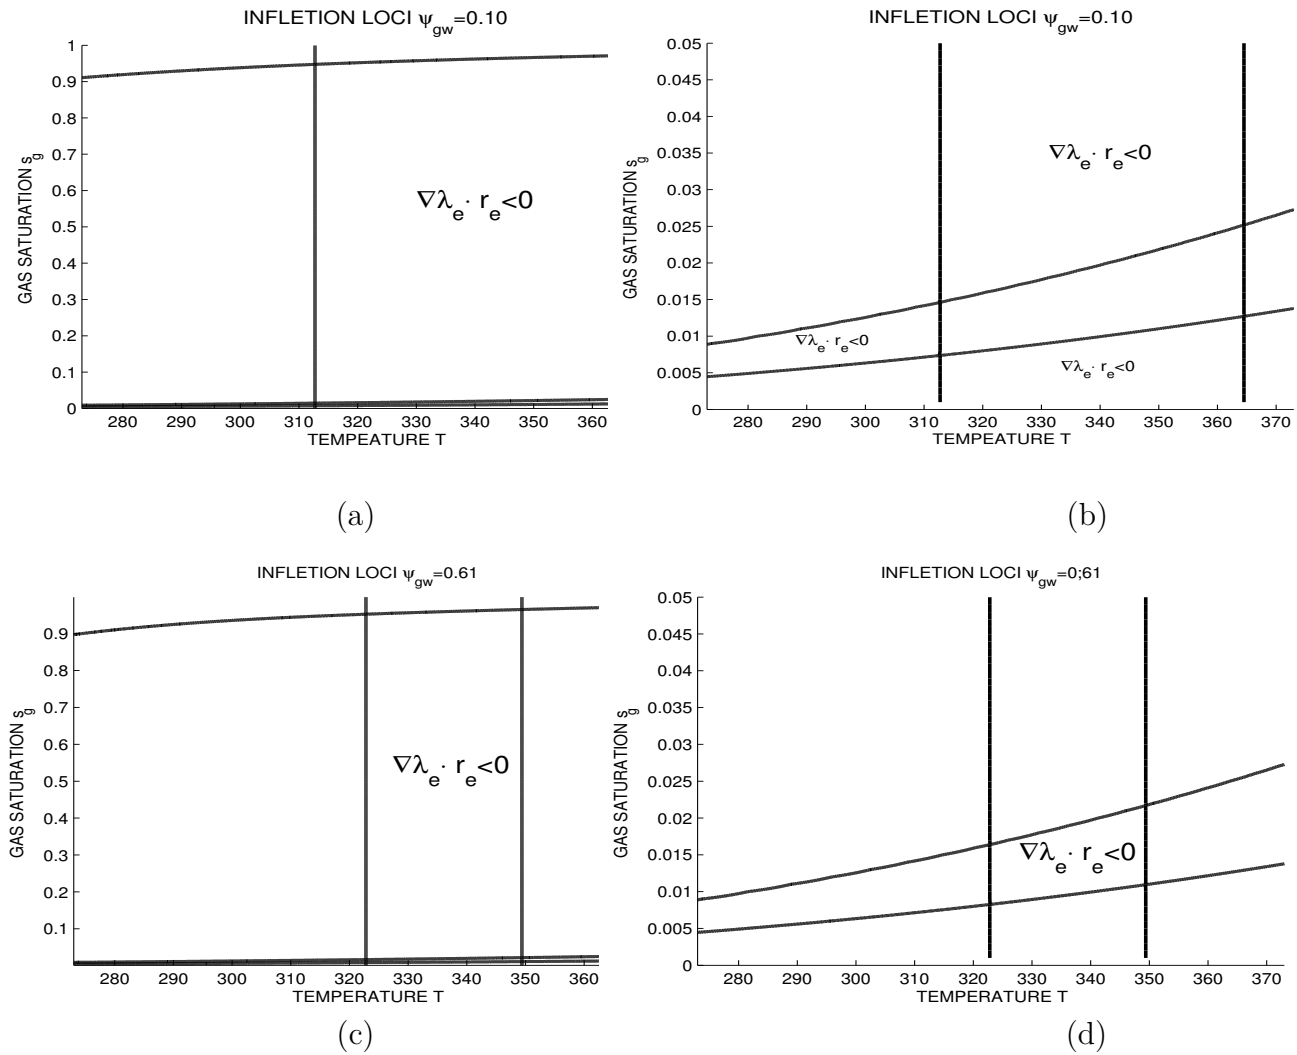 INFLETION LOCI ψgw=0.10
1
0.9
0.8
0.7
0.6
0.5
0.4
0.3
0.2
0.1
0
GAS SATURATION sg
∇λe· re<0
280 290 300 310 320 330 340 350 360
TEMPEATURE T
(a)
INFLETION LOCI ψgw=0.10
0.05
0.045
0.04
0.035
0.03
0.025
0.02
0.015
0.01
0.005
0
GAS SATURATION sg
∇λe· re<0
∇λe· re<0
∇λe· re<0
280 290 300 310 320 330 340 350 360 370
TEMPEATURE T
(b)
INFLETION LOCI ψgw=0.61
0.9
0.8
0.7
0.6
0.5
0.4
0.3
0.2
0.1
GAS SATURATION sg
∇λe· re<0
280 290 300 310 320 330 340 350 360
TEMPERATURE T
(c)
INFLETION LOCI ψgw=0;61
0.05
0.045
0.04
0.035
0.03
0.025
0.02
0.015
0.01
0.005
0
GAS SATURATION sg
∇λe· re<0
280 290 300 310 320 330 340 350 360 370
TEMPERATURE T
(d)